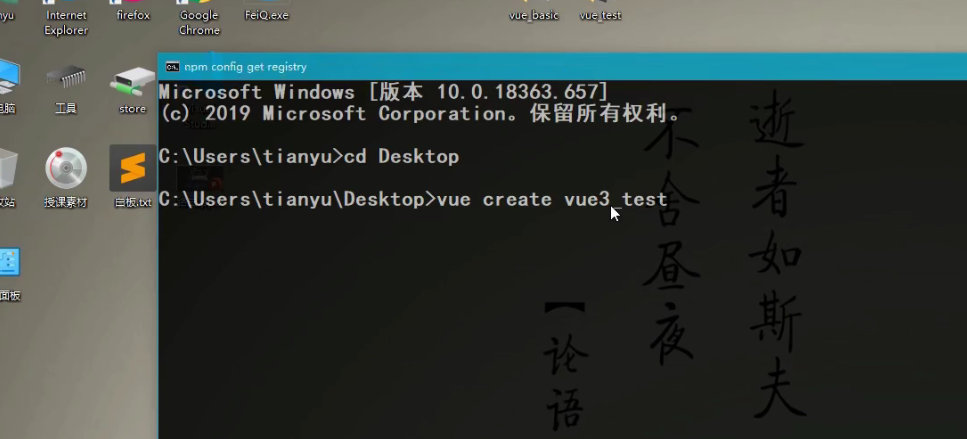 nyu
Internet
Explorer
firefox
Google
Chrome
FeiQ.exe
vue_basic
vue_test
电脑
工具
store
授课素材
白板.txt
面板
npm config get registry
Microsoft Windows [版本 10.0.18363.657]
(c) 2019 Microsoft Corporation。保留所有权利。
C:\Users\tianyu>cd Desktop
C:\Users\tianyu\Desktop>vue create vue3_test
逝者如斯夫
不舍昼夜
【论语